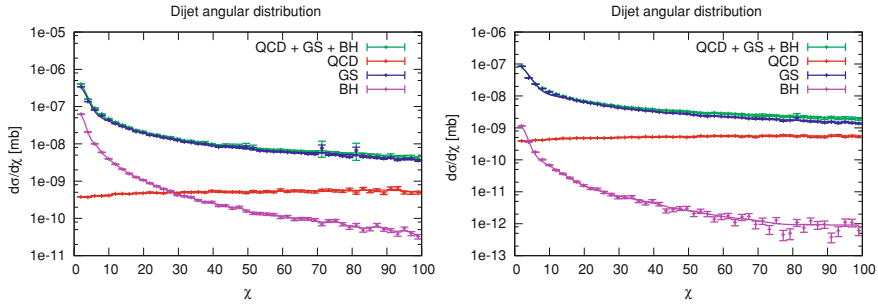 Dijet angular distribution
1e-05
1e-06
1e-07
1e-08
1e-09
1e-10
1e-11
dσ/dχ [mb]
QCD + GS + BH
QCD
GS
BH
0 10 20 30 40 50 60 70 80 90 100
χ
Dijet angular distribution
1e-06
1e-07
1e-08
1e-09
1e-10
1e-11
1e-12
1e-13
dσ/dχ [mb]
QCD + GS + BH
QCD
GS
BH
0 10 20 30 40 50 60 70 80 90 100
χ